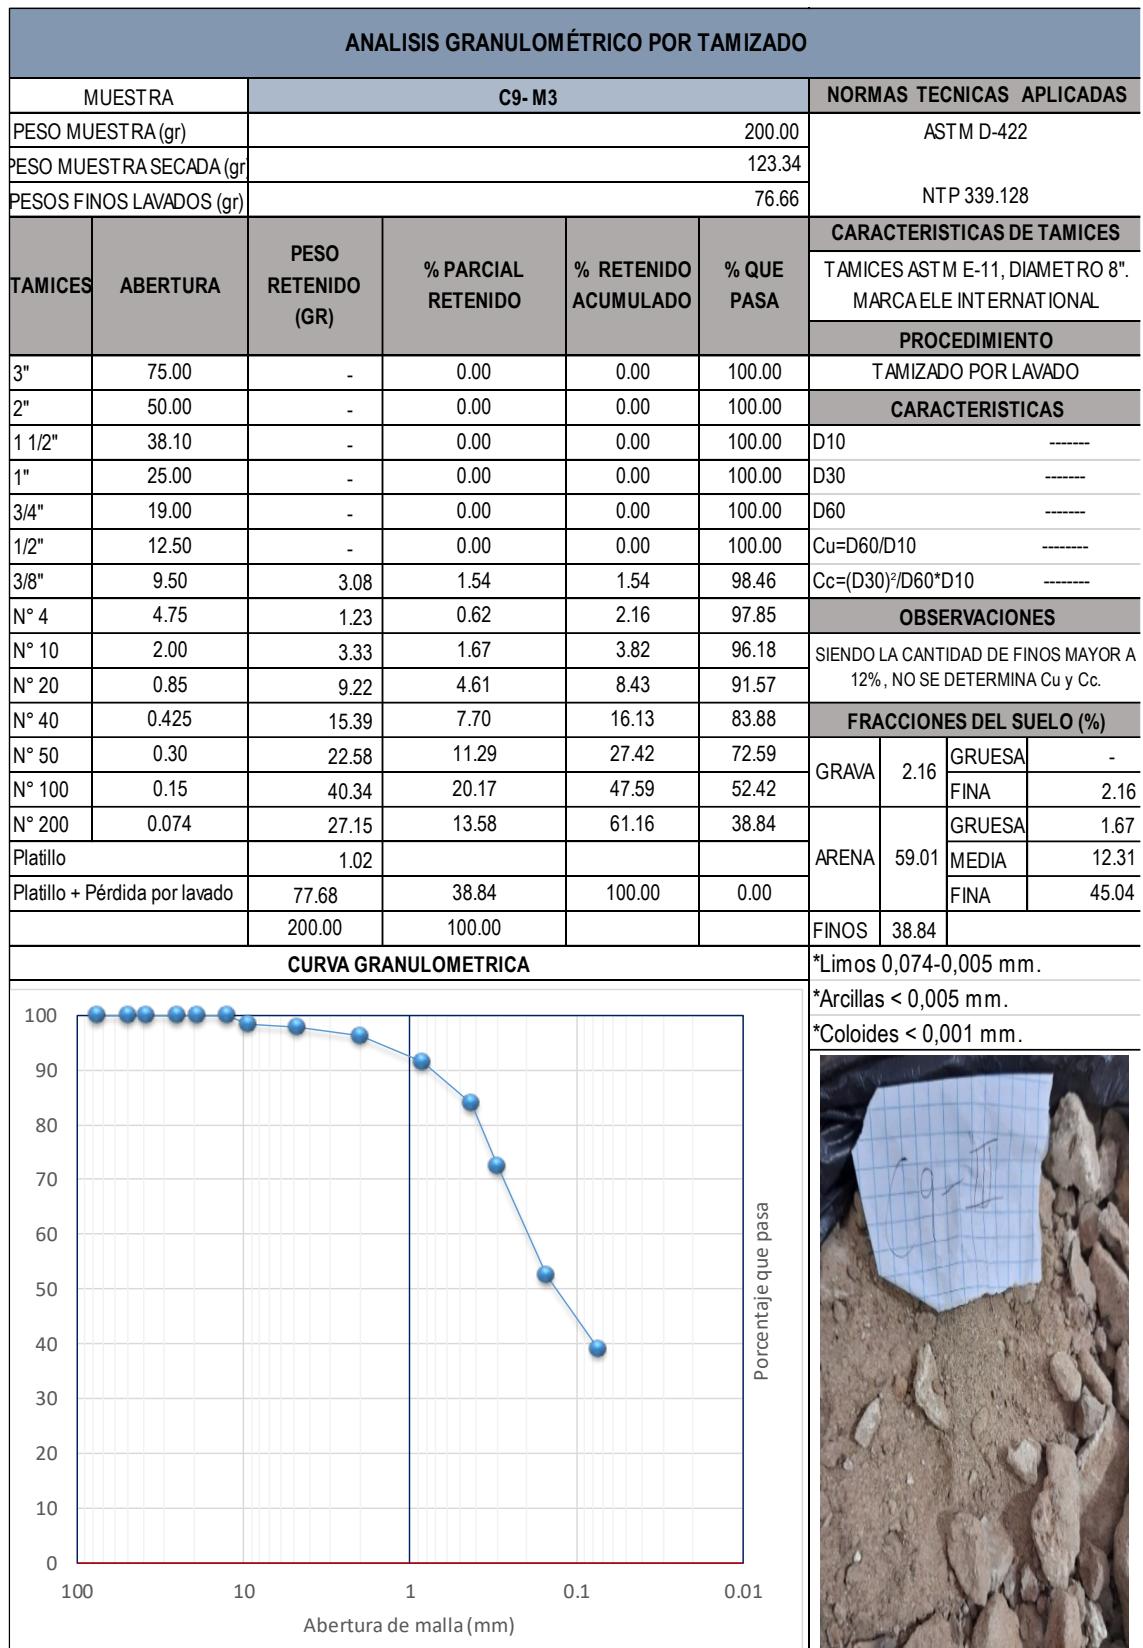 ANALISIS GRANULOMÉTRICO POR TAMIZADO
MUESTRA C9- M3 NORMAS TECNICAS APLICADAS
PESO MUESTRA (gr) 200.00 ASTM D-422
PESO MUESTRA SECADA (gr) 123.34
PESOS FINOS LAVADOS (gr) 76.66 NTP 339.128
TAMICES ABERTURA PESO RETENIDO (GR) % PARCIAL RETENIDO % RETENIDO ACUMULADO % QUE PASA
CARACTERISTICAS DE TAMICES
TAMICES ASTM E-11, DIAMETRO 8".
MARCA ELE INTERNATIONAL
PROCEDIMIENTO
3" 75.00 - 0.00 0.00 100.00 TAMIZADO POR LAVADO
2" 50.00 - 0.00 0.00 100.00 CARACTERISTICAS
1 1/2" 38.10 - 0.00 0.00 100.00 D10 -------
1" 25.00 - 0.00 0.00 100.00 D30 -------
3/4" 19.00 - 0.00 0.00 100.00 D60 -------
1/2" 12.50 - 0.00 0.00 100.00 Cu=D60/D10 --------
3/8" 9.50 3.08 1.54 1.54 98.46 Cc=(D30)²/D60*D10 --------
N° 4 4.75 1.23 0.62 2.16 97.85 OBSERVACIONES
N° 10 2.00 3.33 1.67 3.82 96.18 SIENDO LA CANTIDAD DE FINOS MAYOR A
N° 20 0.85 9.22 4.61 8.43 91.57 12%, NO SE DETERMINA Cu y Cc.
N° 40 0.425 15.39 7.70 16.13 83.88 FRACCIONES DEL SUELO (%)
N° 50 0.30 22.58 11.29 27.42 72.59 GRAVA 2.16 GRUESA -
N° 100 0.15 40.34 20.17 47.59 52.42 FINA 2.16
N° 200 0.074 27.15 13.58 61.16 38.84 GRUESA 1.67
Platillo 1.02 ARENA 59.01 MEDIA 12.31
Platillo + Pérdida por lavado 77.68 38.84 100.00 0.00 FINA 45.04
200.00 100.00 FINOS 38.84
CURVA GRANULOMETRICA *Limos 0,074-0,005 mm.
*Arcillas < 0,005 mm.
*Coloides < 0,001 mm.
100
90
80
70
60
50
40
30
20
10
0
100 10 1 0.1 0.01
Abertura de malla (mm)
Porcentaje que pasa
C9-II